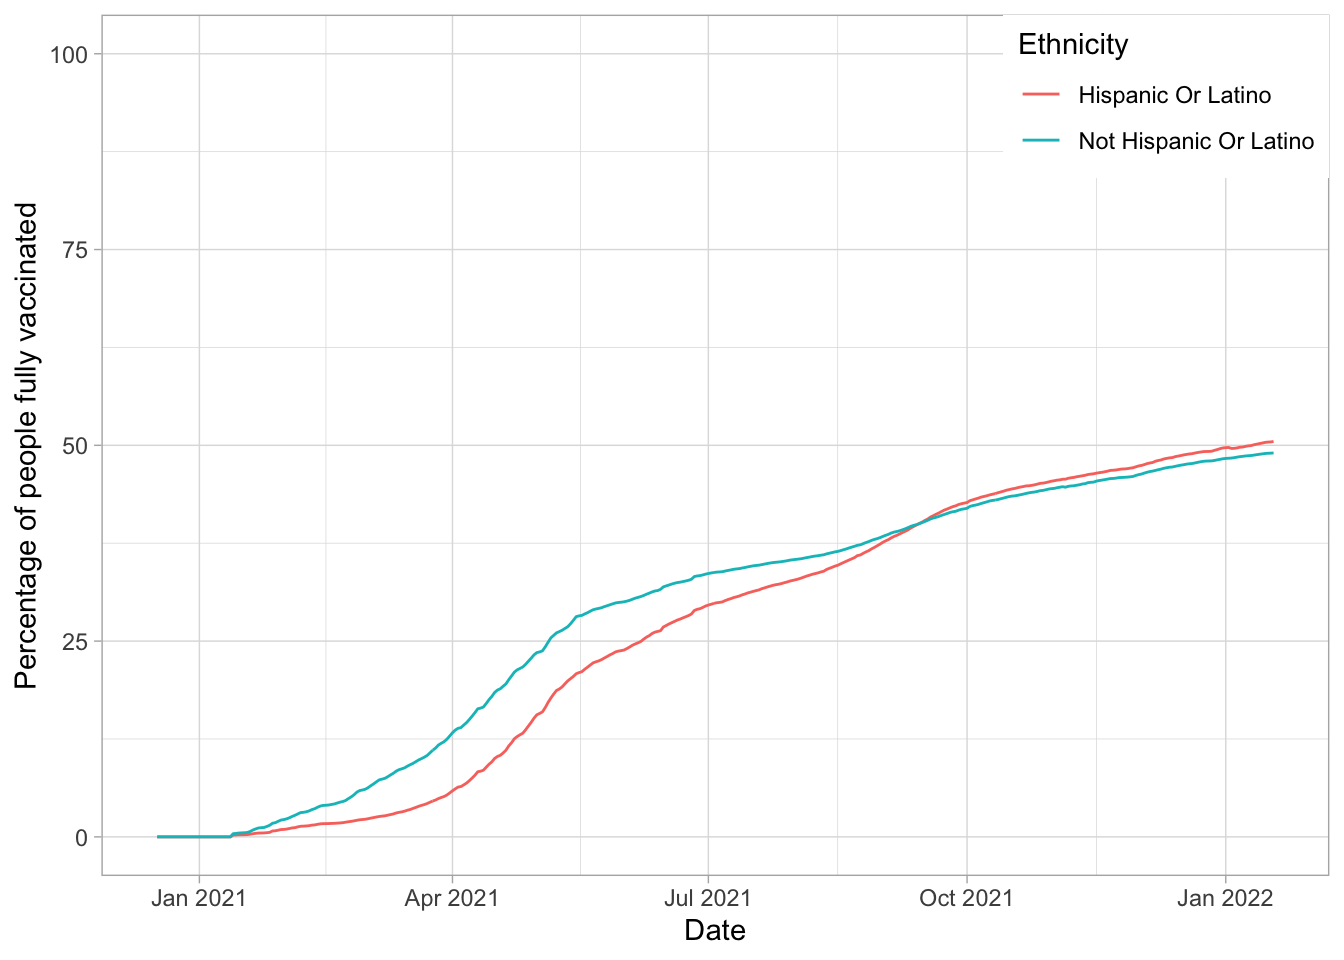 Ethnicity
Hispanic Or Latino
Not Hispanic Or Latino
Percentage of people fully vaccinated
100
75
50
25
0
Jan 2021 Apr 2021 Jul 2021 Oct 2021 Jan 2022
Date